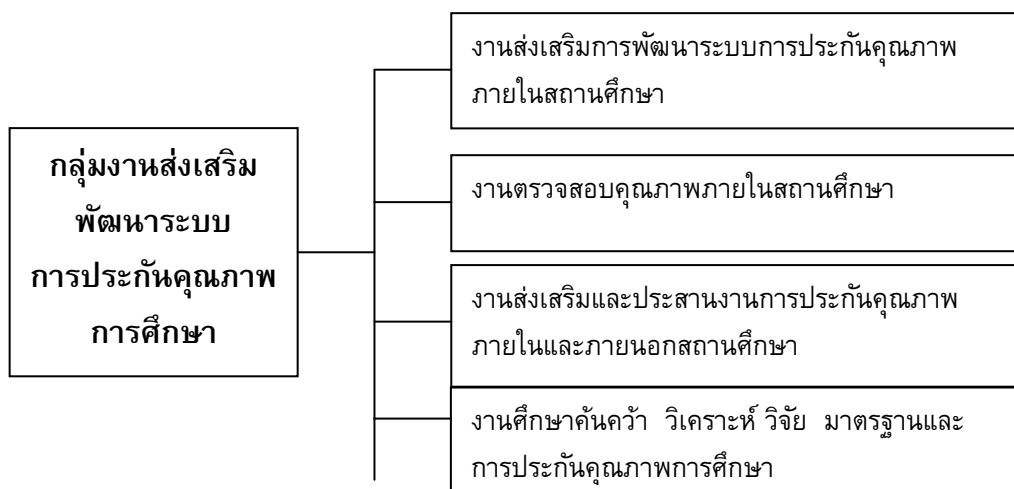 กลุ่มงานส่งเสริม
พัฒนาระบบ
การประกันคุณภาพ
การศึกษา
งานส่งเสริมการพัฒนาระบบการประกันคุณภาพ
ภายในสถานศึกษา
งานตรวจสอบคุณภาพภายในสถานศึกษา
งานส่งเสริมและประสานงานการประกันคุณภาพ
ภายในและภายนอกสถานศึกษา
งานศึกษาค้นคว้า วิเคราะห์ วิจัย มาตรฐานและ
การประกันคุณภาพการศึกษา